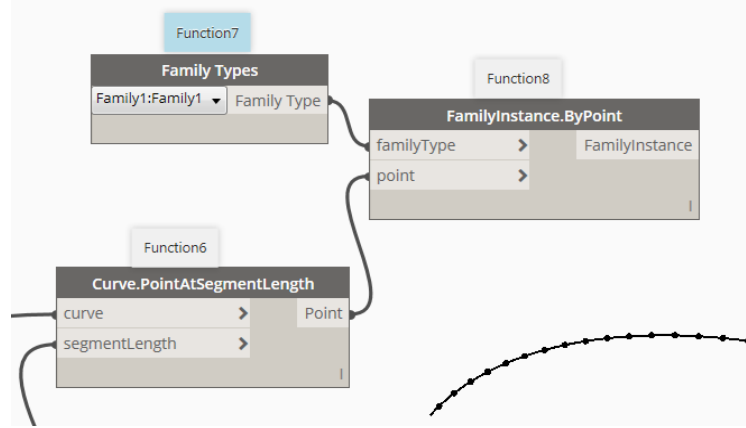 Function7
Family Types
Family1:Family1 Family Type
Function8
FamilyInstance.ByPoint
familyType > FamilyInstance
point >
l
Function6
Curve.PointAtSegmentLength
curve > Point
segmentLength >
l